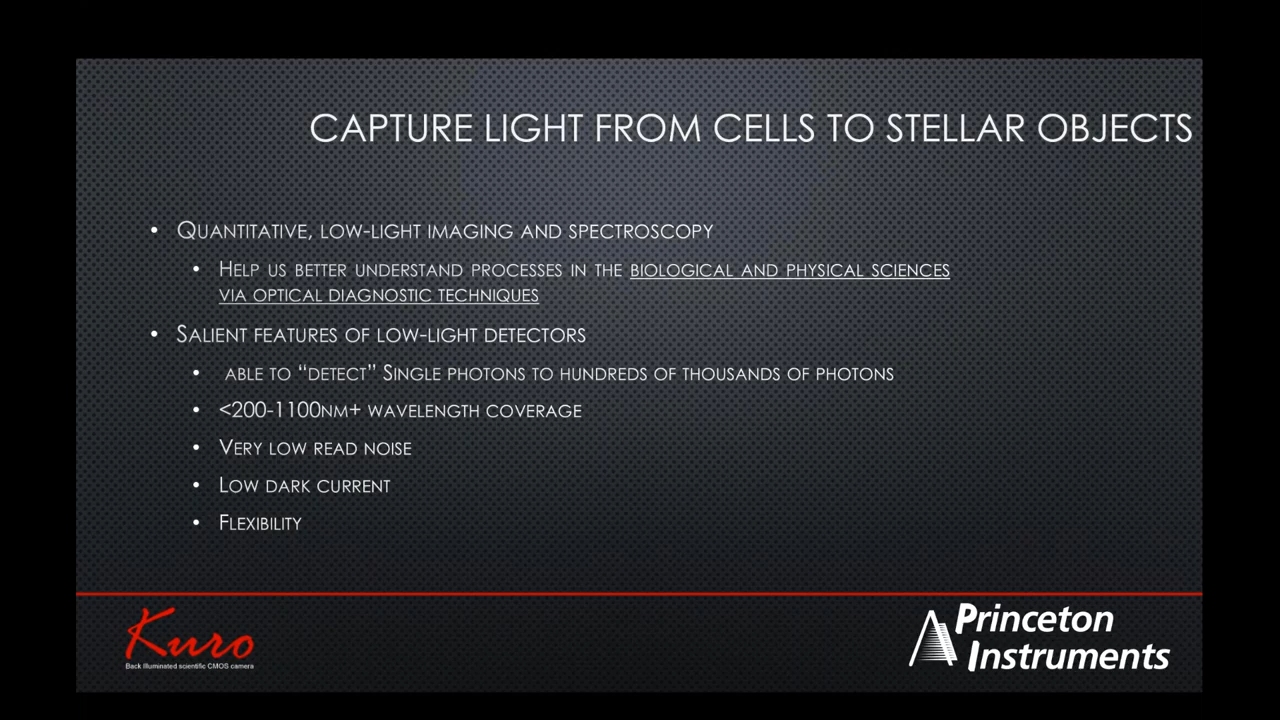 CAPTURE LIGHT FROM CELLS TO STELLAR OBJECTS
• QUANTITATIVE, LOW-LIGHT IMAGING AND SPECTROSCOPY
• HELP US BETTER UNDERSTAND PROCESSES IN THE BIOLOGICAL AND PHYSICAL SCIENCES
VIA OPTICAL DIAGNOSTIC TECHNIQUES
• SALIENT FEATURES OF LOW-LIGHT DETECTORS
• ABLE TO “DETECT” SINGLE PHOTONS TO HUNDREDS OF THOUSANDS OF PHOTONS
• <200-1100NM+ WAVELENGTH COVERAGE
• VERY LOW READ NOISE
• LOW DARK CURRENT
• FLEXIBILITY
Kuro
Back Illuminated scientific CMOS camera
Princeton
Instruments